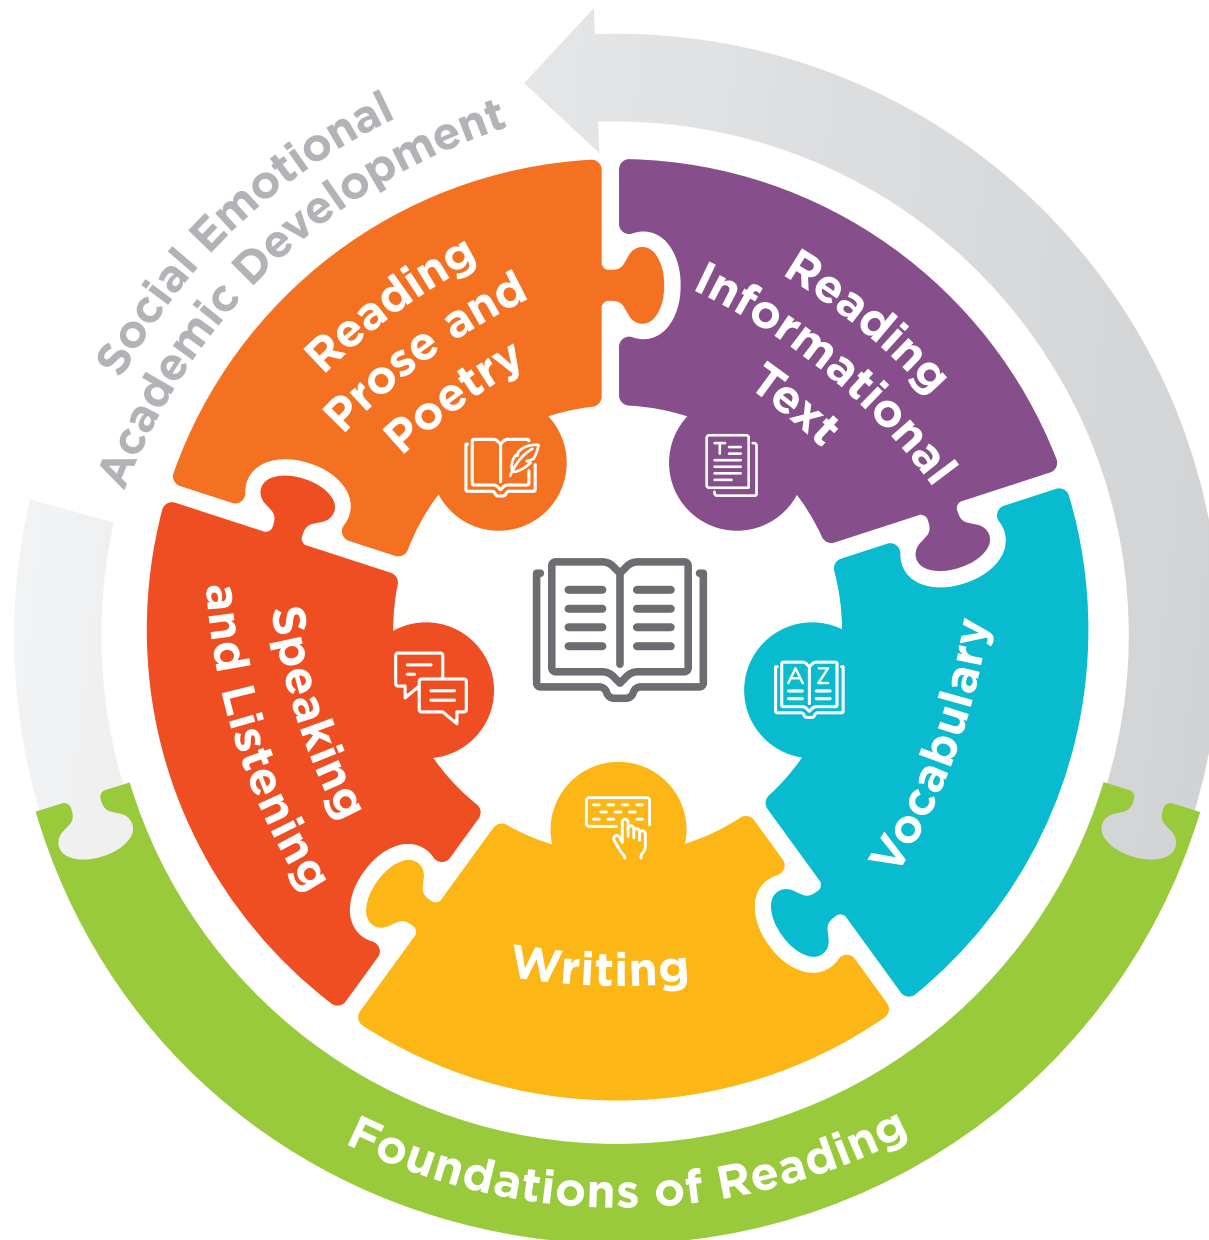 Social Emotional
Academic Development
Reading
Prose and
Poetry
Reading
Informational
Text
T
Speaking
and Listening
A Z
Vocabulary
Writing
Foundations of Reading